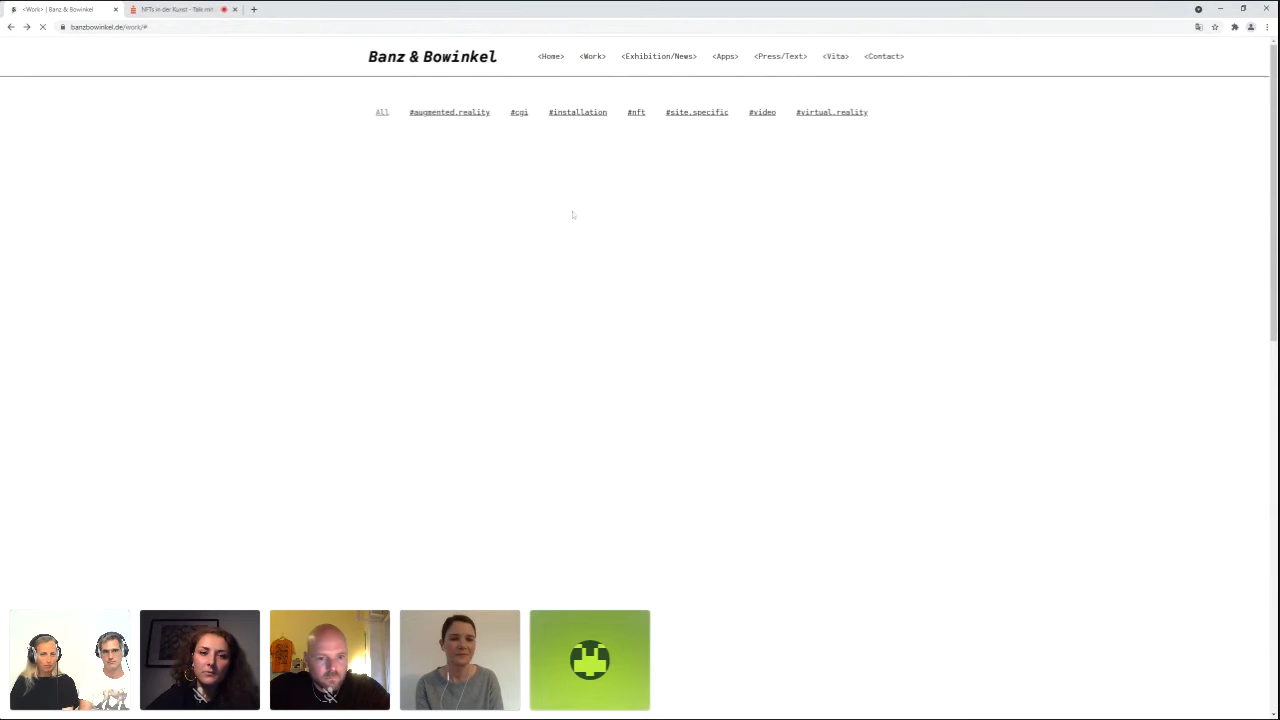 <Work> | Banz & Bowinkel
NFTs in der Kunst - Talk mit
banzbowinkel.de/work/#
Banz & Bowinkel
<Home> <Work> <Exhibition/News> <Apps> <Press/Text> <Vita> <Contact>
All #augmented.reality #cgi #installation #nft #site.specific #video #virtual.reality